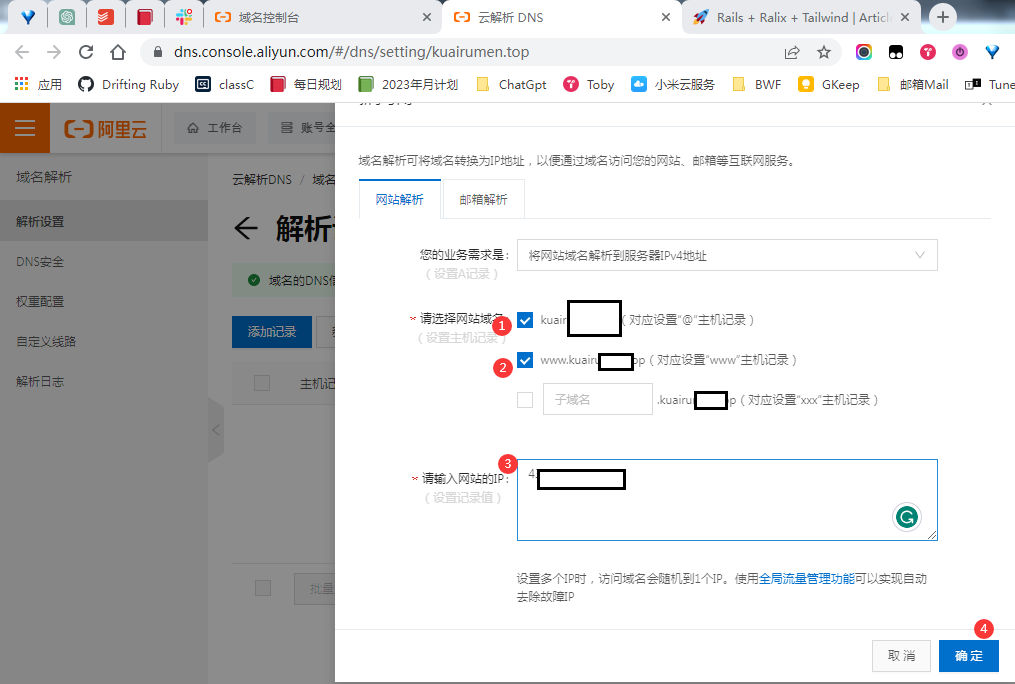 域名控制台
云解析 DNS
Rails + Ralix + Tailwind | Articl
dns.console.aliyun.com/#/dns/setting/kuairumen.top
应用
Drifting Ruby
classC
每日规划
2023年月计划
ChatGpt
Toby
小米云服务
BWF
GKeep
邮箱Mail
Tune
阿里云
工作台
账号全
域名解析
解析设置
DNS安全
权重配置
自定义线路
解析日志
云解析DNS / 域名
解析
域名的DNS
添加记录
主机记
批量
域名解析可将域名转换为IP地址，以便通过域名访问您的网站、邮箱等互联网服务。
网站解析
邮箱解析
您的业务需求是:
（设置A记录）
将网站域名解析到服务器IPv4地址
* 请选择网站域名
（设置主机记录）
1
kuair
（对应设置“@”主机记录）
2
www.kuairu op（对应设置“www”主机记录）
子域名
.kuairu p（对应设置“xxx”主机记录）
3
* 请输入网站的IP:
（设置记录值）
4
设置多个IP时，访问域名会随机到1个IP。使用全局流量管理功能可以实现自动
去除故障IP
4
取 消
确 定